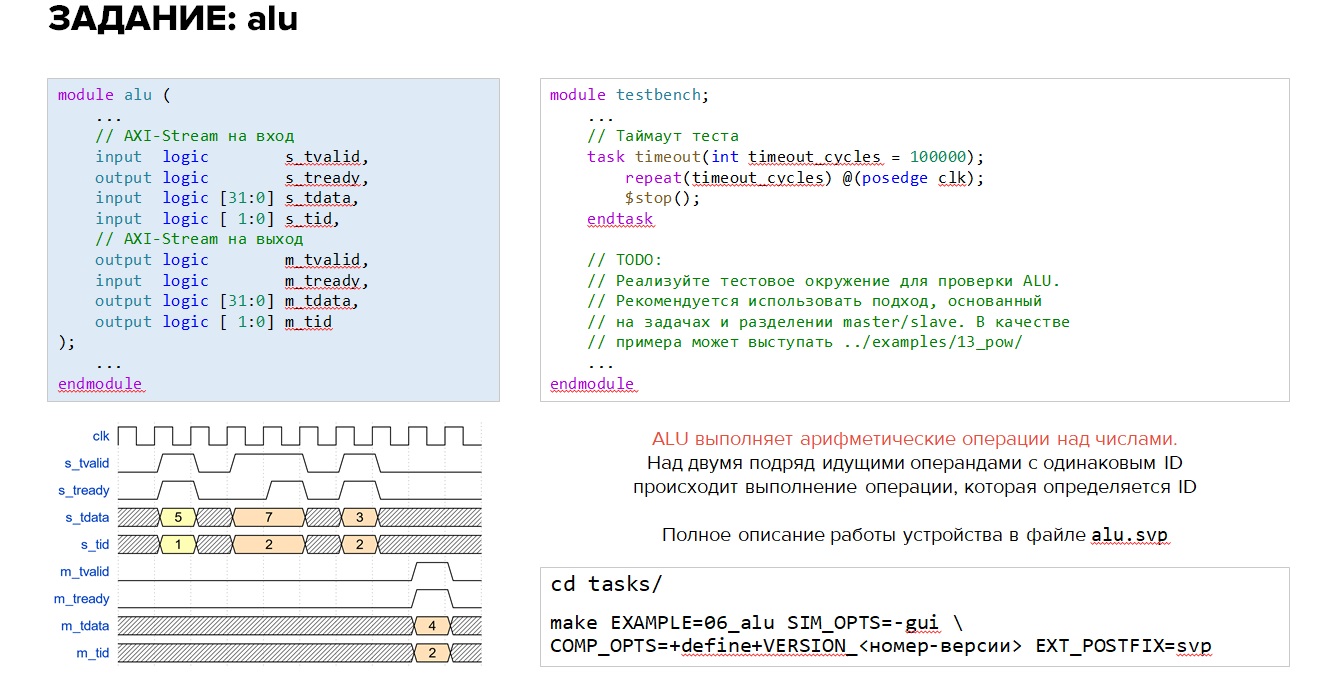 ЗАДАНИЕ: alu
module alu (
...
// AXI-Stream на вход
input logic s_tvalid,
output logic s_tready,
input logic [31:0] s_tdata,
input logic [ 1:0] s_tid,
// AXI-Stream на выход
output logic m_tvalid,
input logic m_tready,
output logic [31:0] m_tdata,
output logic [ 1:0] m_tid
);
...
endmodule
module testbench;
...
// Таймаут теста
task timeout(int timeout_cycles = 100000);
repeat(timeout_cycles) @(posedge clk);
$stop();
endtask
// TODO:
// Реализуйте тестовое окружение для проверки ALU.
// Рекомендуется использовать подход, основанный
// на задачах и разделении master/slave. В качестве
// примера может выступать ../examples/13_pow/
...
endmodule
clk
s_tvalid
s_tready
s_tdata 5 7 3
s_tid 1 2 2
m_tvalid
m_tready
m_tdata 4
m_tid 2
ALU выполняет арифметические операции над числами.
Над двумя подряд идущими операндами с одинаковым ID
происходит выполнение операции, которая определяется ID
Полное описание работы устройства в файле alu.svp
cd tasks/
make EXAMPLE=06_alu SIM_OPTS=-gui \
COMP_OPTS=+define+VERSION_<номер-версии> EXT_POSTFIX=svp